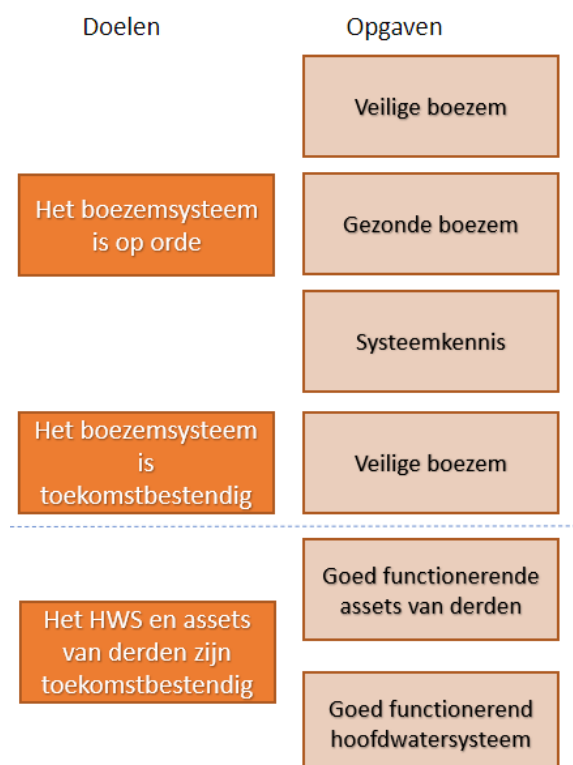 Doelen
Opgaven
Veilige boezem
Het boezemsysteem
is op orde
Gezonde boezem
Systeemkennis
Het boezemsysteem
is
toekomstbestendig
Veilige boezem
Goed functionerende
assets van derden
Het HWS en assets
van derden zijn
toekomstbestendig
Goed functionerend
hoofdwatersysteem